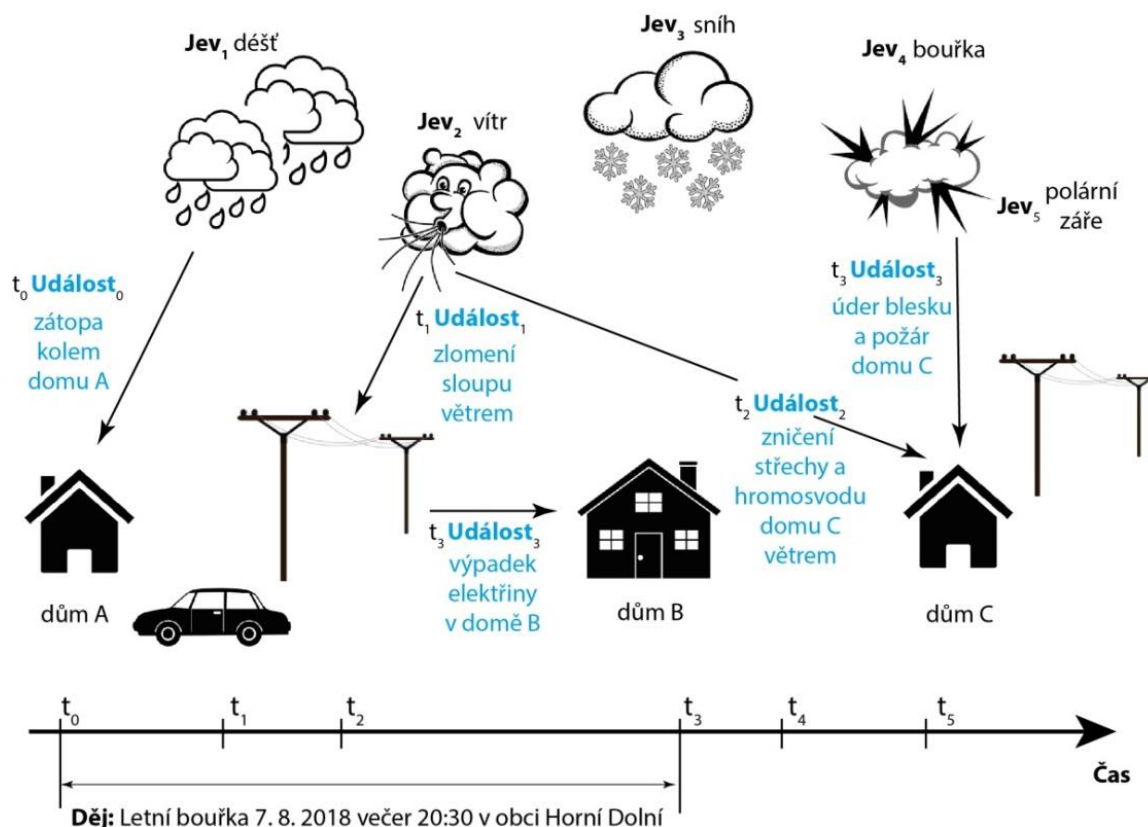 Jev₁ déšť
Jev₂ vítr
Jev₃ sníh
Jev₄ bouřka
Jev₅ polární
záře
t₀ Událost₀
zátopa
kolem
domu A
t₁ Událost₁
zlomení
sloupu
větrem
t₃ Událost₃
úder blesku
a požár
domu C
t₂ Událost₂
zničení
střechy a
hromosvodu
domu C
větrem
t₃ Událost₃
výpadek
elektřiny
v domě B
dům A
dům B
dům C
t₀
t₁
t₂
t₃
t₄
t₅
Čas
Děj: Letní bouřka 7. 8. 2018 večer 20:30 v obci Horní Dolní